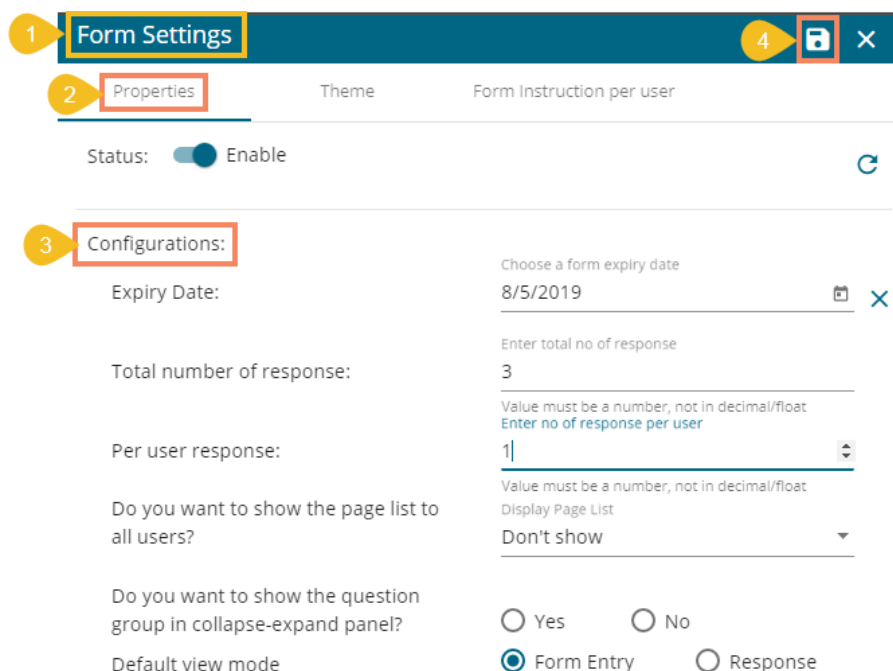 1 Form Settings 4
2 Properties Theme Form Instruction per user
Status: Enable
3 Configurations:
Choose a form expiry date
Expiry Date: 8/5/2019
Enter total no of response
Total number of response: 3
Value must be a number, not in decimal/float
Enter no of response per user
Per user response: 1
Value must be a number, not in decimal/float
Do you want to show the page list to Display Page List
all users? Don't show
Do you want to show the question
group in collapse-expand panel? Yes No
Default view mode Form Entry Response